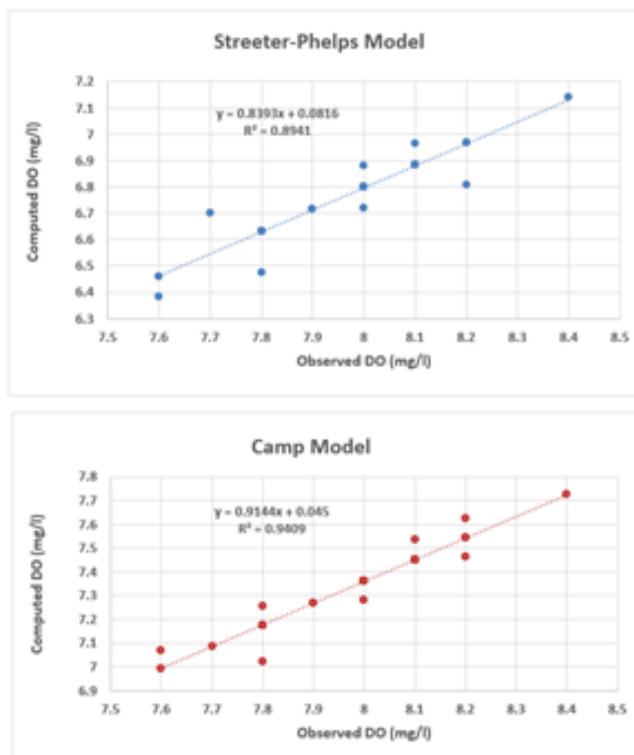 Streeter-Phelps Model
y = 0.8393x + 0.0816
R² = 0.8941
Computed DO (mg/l)
7.2
7.1
7
6.9
6.8
6.7
6.6
6.5
6.4
6.3
7.5 7.6 7.7 7.8 7.9 8 8.1 8.2 8.3 8.4 8.5
Observed DO (mg/l)
Camp Model
y = 0.9144x + 0.045
R² = 0.9409
Computed DO (mg/l)
7.8
7.7
7.6
7.5
7.4
7.3
7.2
7.1
7
6.9
7.5 7.6 7.7 7.8 7.9 8 8.1 8.2 8.3 8.4 8.5
Observed DO (mg/l)